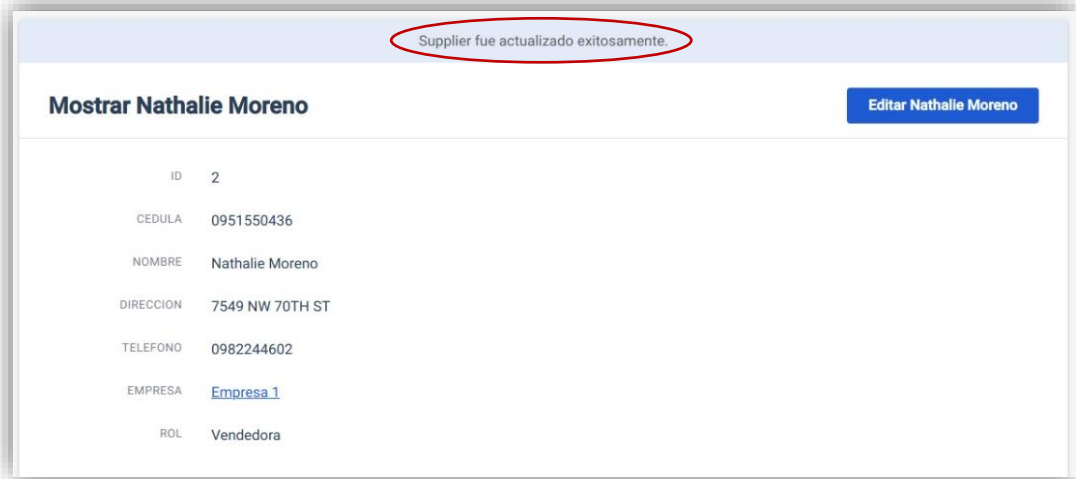 Supplier fue actualizado exitosamente.
Mostrar Nathalie Moreno
Editar Nathalie Moreno
ID 2
CEDULA 0951550436
NOMBRE Nathalie Moreno
DIRECCION 7549 NW 70TH ST
TELEFONO 0982244602
EMPRESA Empresa 1
ROL Vendedora